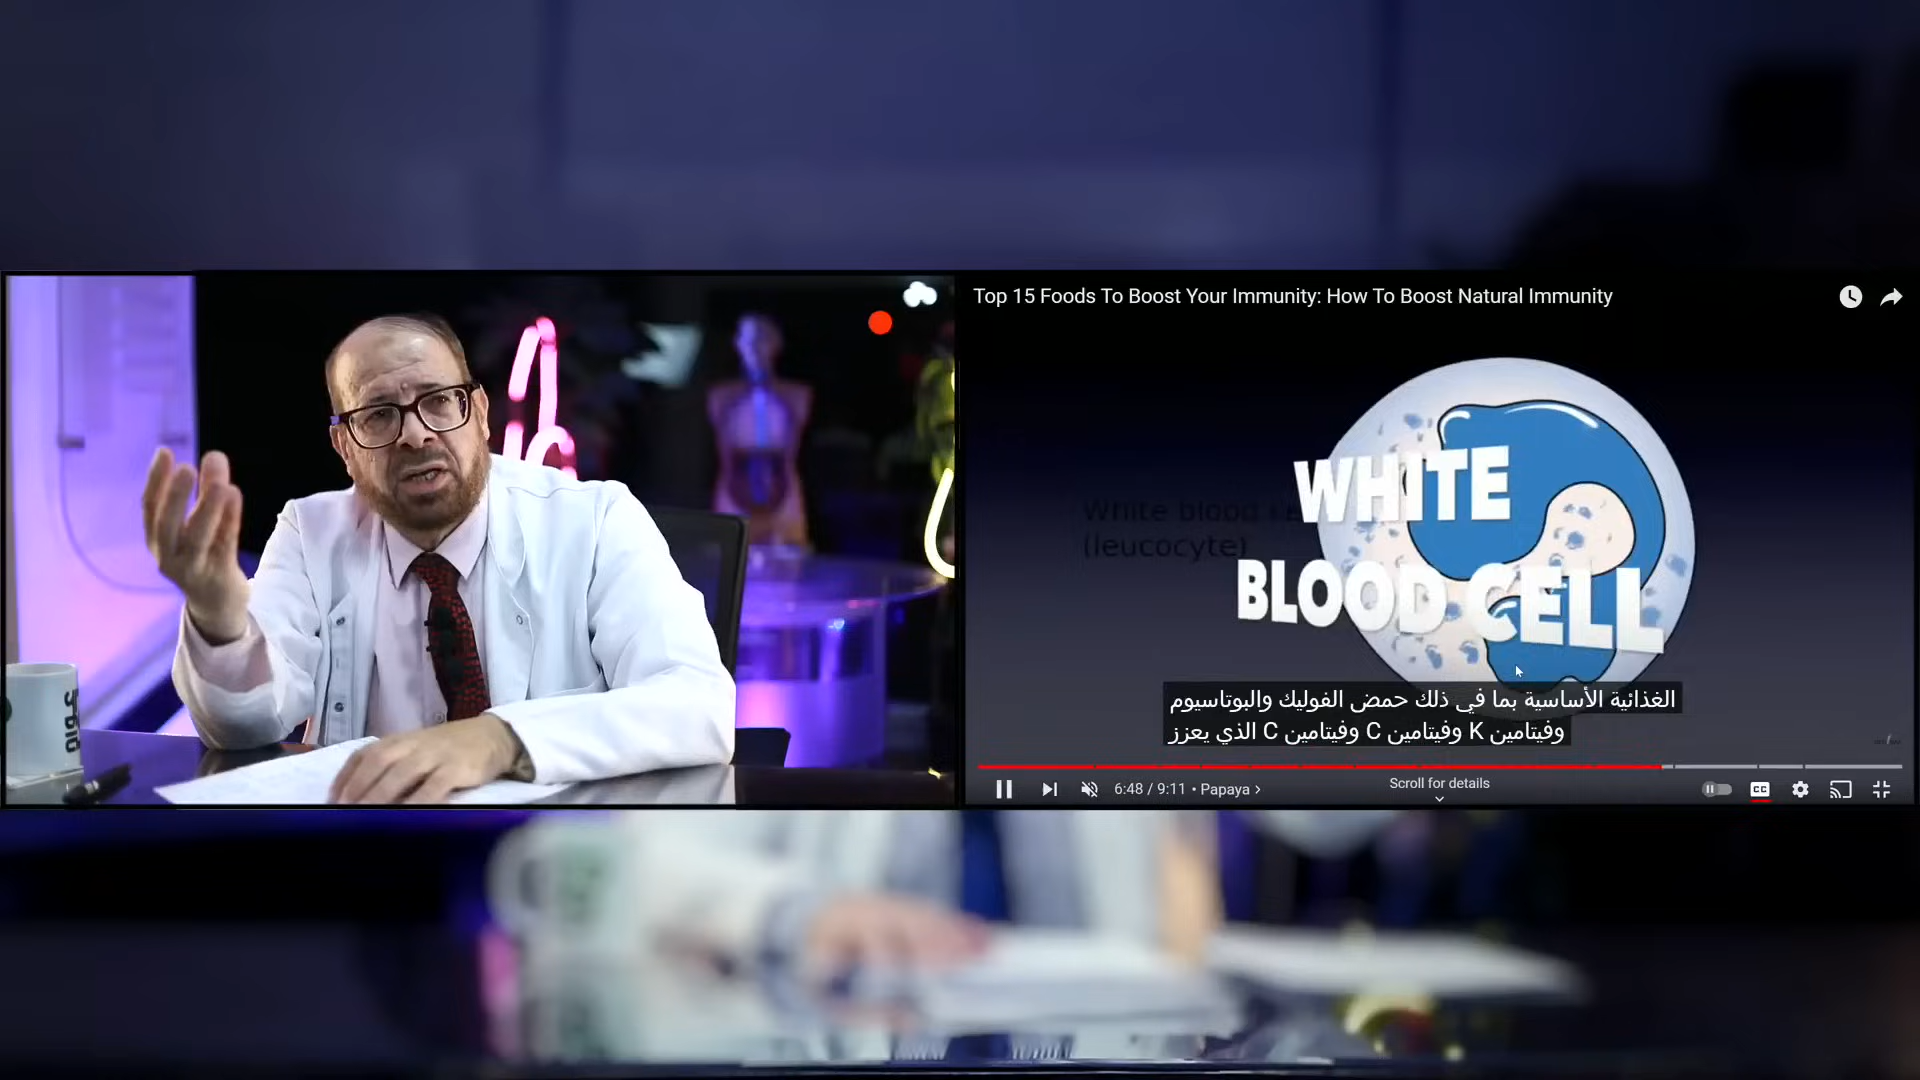 Top 15 Foods To Boost Your Immunity: How To Boost Natural Immunity
WHITE
BLOOD CELL
White blood
(leucocyte)
الغذائية الأساسية بما في ذلك حمض الفوليك والبوتاسيوم
وفيتامين K وفيتامين C وفيتامين C الذي يعزز
6:48 / 9:11 • Papaya ›
Scroll for details
CC